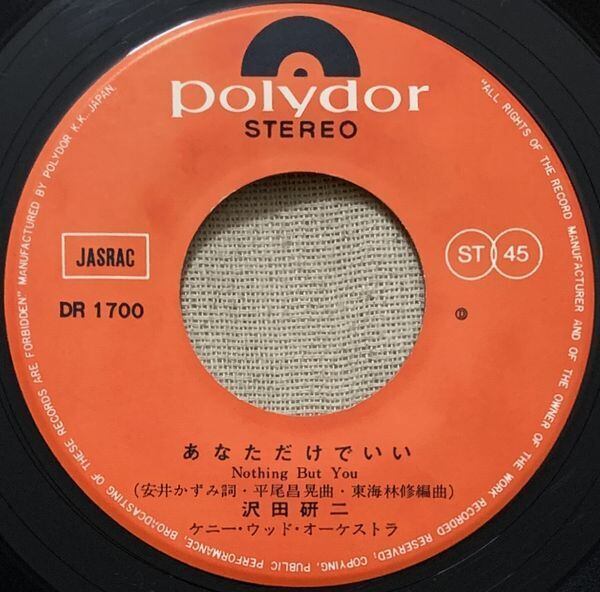 polydor
STEREO
JASRAC
DR 1700
ST 45
あなただけでいい
Nothing But You
(安井かずみ詞・平尾昌晃曲・東海林修編曲)
沢田研二
ケニー・ウッド・オーケストラ
"ALL RIGHTS OF THE RECORD MANUFACTURER AND OF THE OWNER OF THE WORK RECORDED RESERVED; COPYING, PUBLIC PERFORMANCE, BROADCASTING OF THESE RECORDS ARE FORBIDDEN" MANUFACTURED BY POLYDOR K.K. JAPAN.